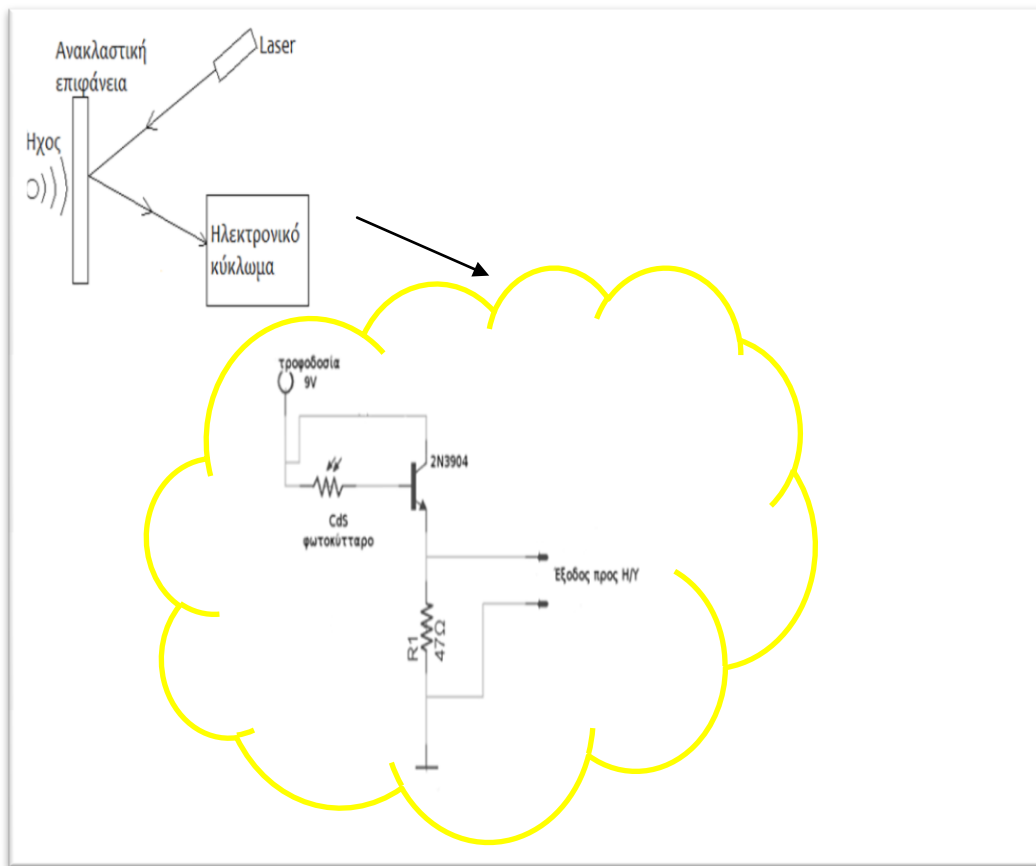 Laser
Ανακλαστική
επιφάνεια
Ηχος
Ηλεκτρονικό
κύκλωμα
τροφοδοσία
9V
2N3904
CdS
φωτοκύτταρο
Έξοδος προς Η/Υ
R1
47Ω